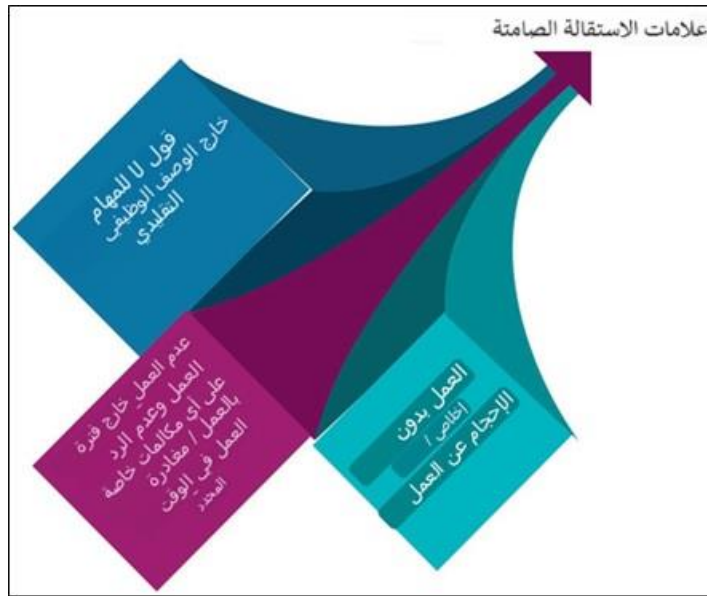 علامات الاستقالة الصامتة
قول لا للمهام
خارج الوصف الوظيفي
التقليدي
عدم العمل خارج فترة
العمل وعدم الرد
على أي مكالمات خاصة
بالعمل / مغادرة
العمل في الوقت
المحدد
العمل بدون
إخلاص /
الإحجام عن العمل